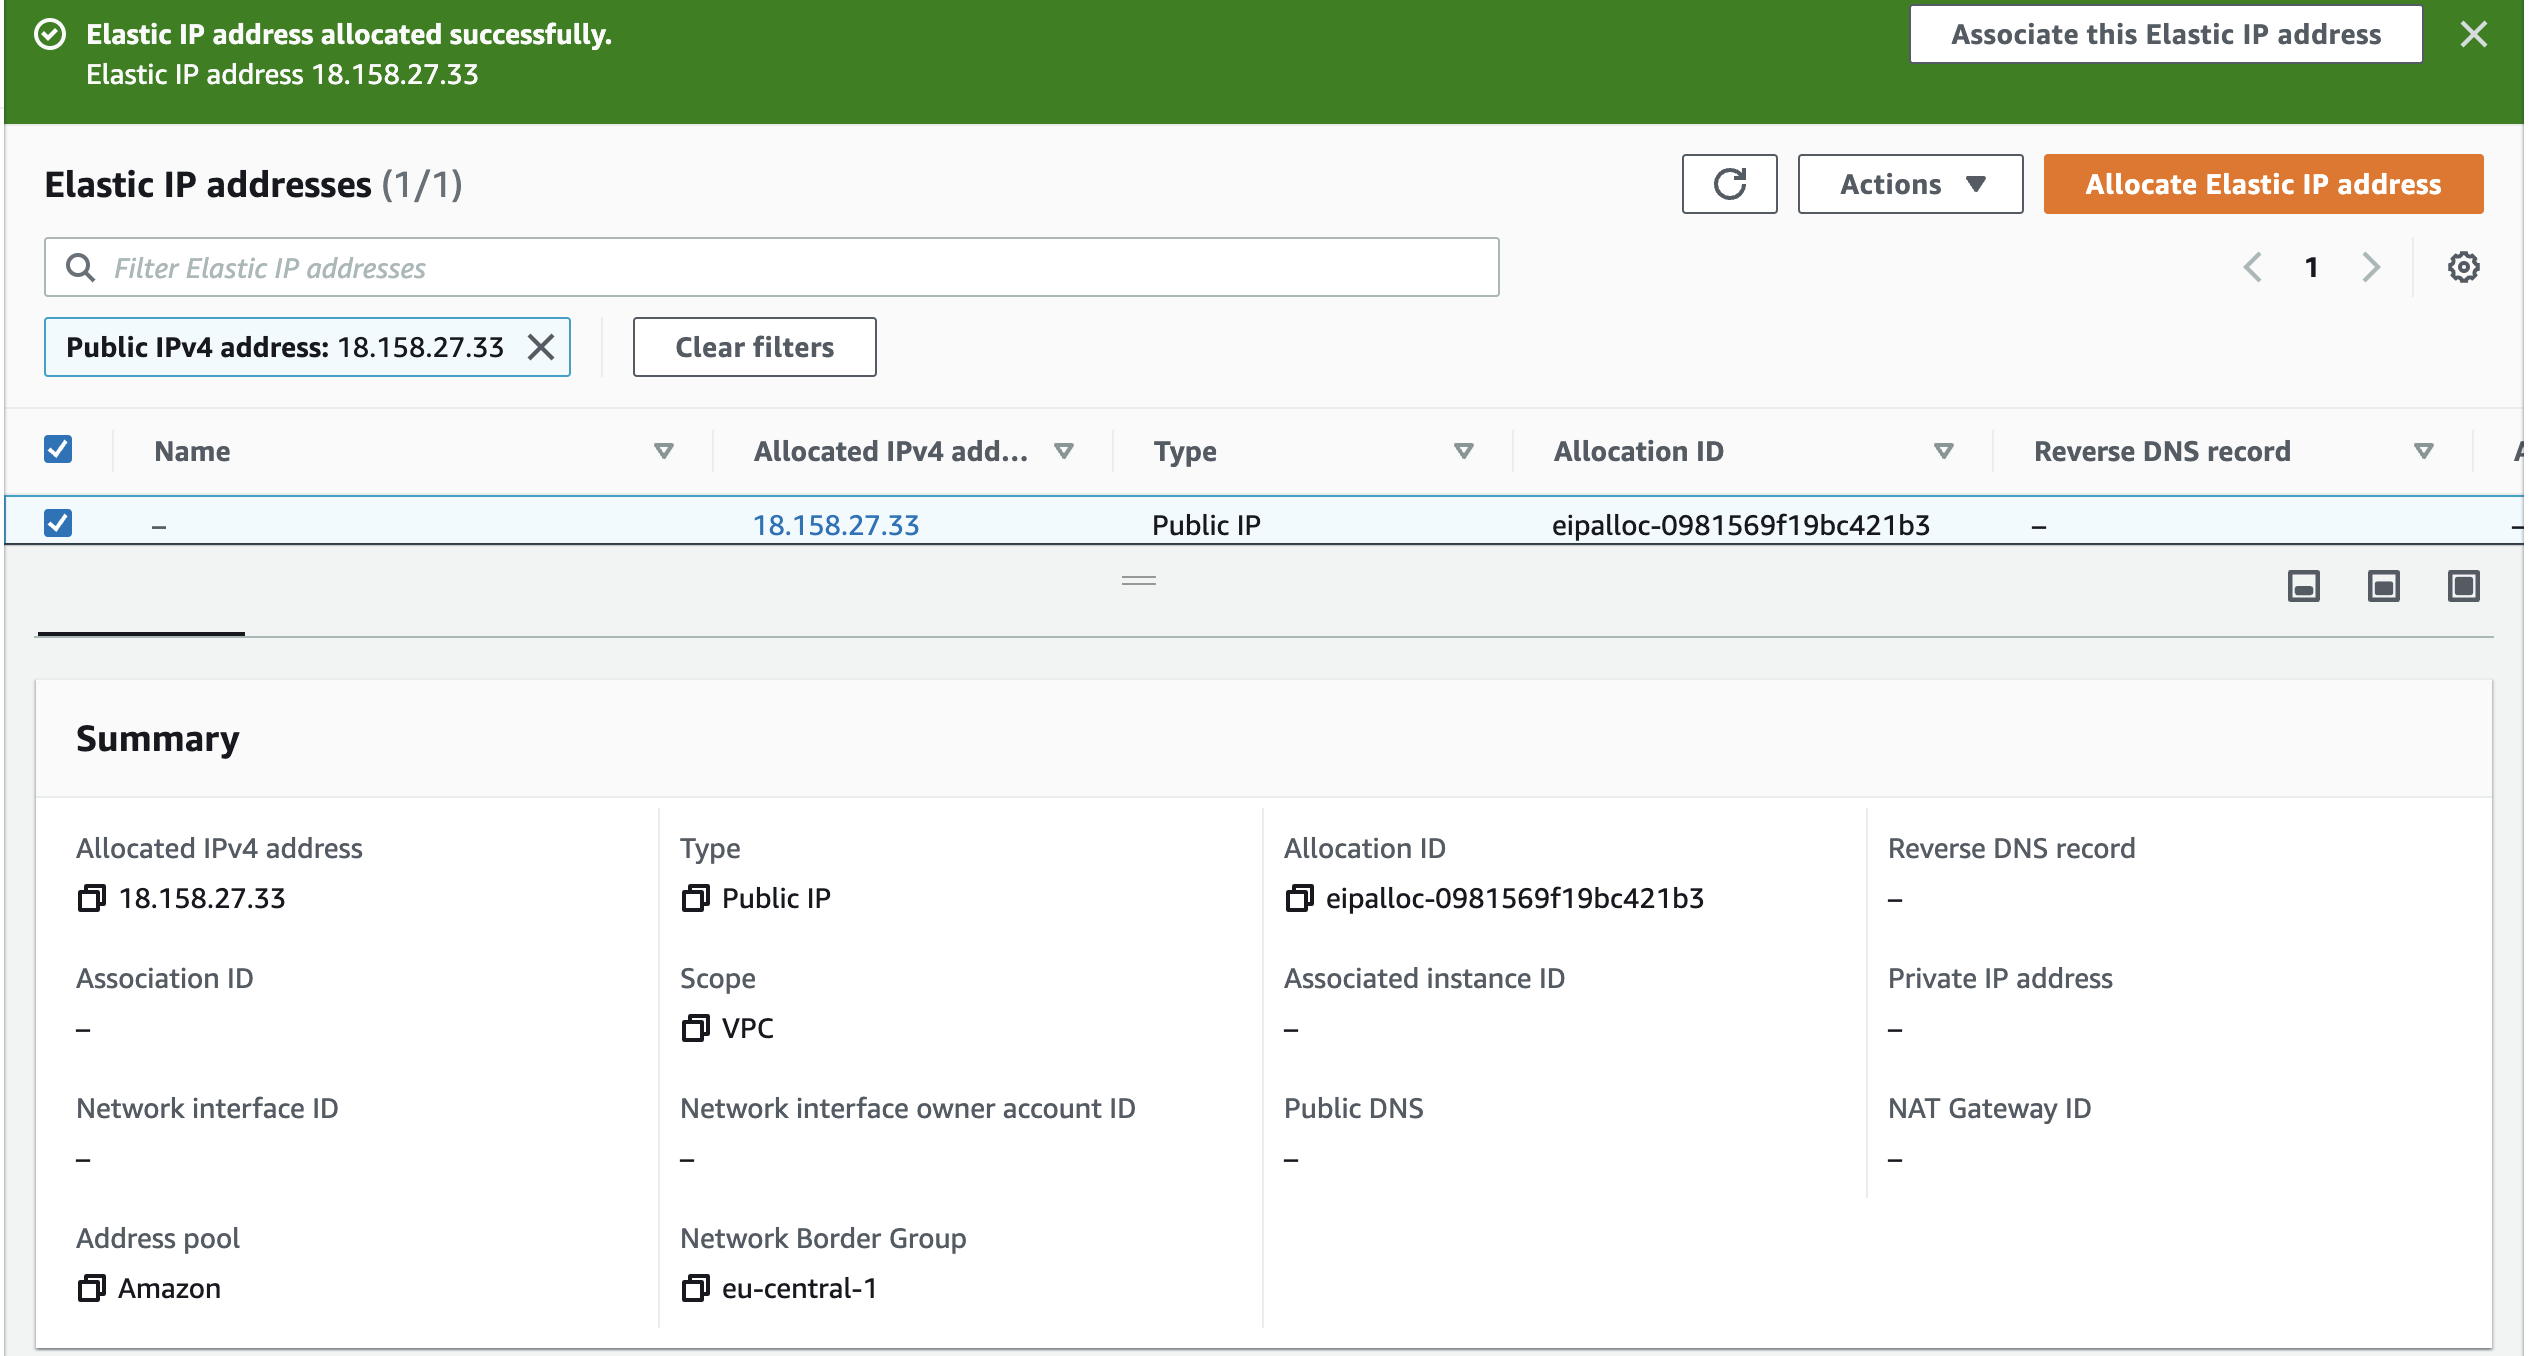 Elastic IP address allocated successfully.
Elastic IP address 18.158.27.33
Associate this Elastic IP address
Elastic IP addresses (1/1)
Actions
Allocate Elastic IP address
Filter Elastic IP addresses
1
Public IPv4 address: 18.158.27.33
Clear filters
Name
Allocated IPv4 add...
Type
Allocation ID
Reverse DNS record
–
18.158.27.33
Public IP
eipalloc-0981569f19bc421b3
–
–
Summary
Allocated IPv4 address
18.158.27.33
Type
Public IP
Allocation ID
eipalloc-0981569f19bc421b3
Reverse DNS record
–
Association ID
–
Scope
VPC
Associated instance ID
–
Private IP address
–
Network interface ID
–
Network interface owner account ID
–
Public DNS
–
NAT Gateway ID
–
Address pool
Amazon
Network Border Group
eu-central-1